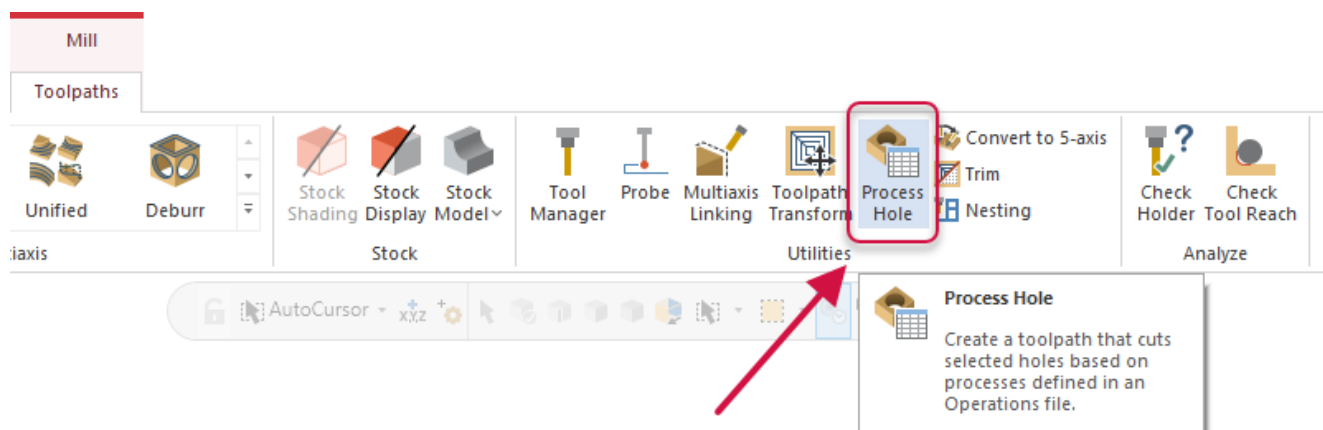 Mill
Toolpaths
Unified
Deburr
Stock
Shading
Stock
Display
Stock
Model
Tool
Manager
Probe
Multiaxis
Linking
Toolpath
Transform
Process
Hole
Convert to 5-axis
Trim
Nesting
Check
Holder
Check
Tool Reach
iaxis
Stock
Utilities
Analyze
AutoCursor
xyz
Process Hole
Create a toolpath that cuts
selected holes based on
processes defined in an
Operations file.